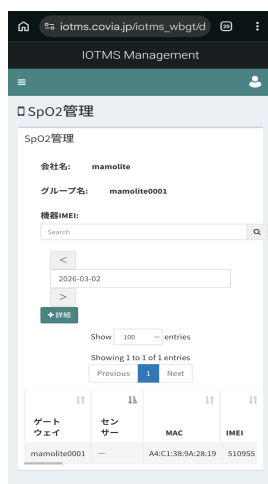 iotms.covia.jp/iotms_wbgt/d
29
IOTMS Management
SpO2管理
SpO2管理
会社名: mamolite
グループ名: mamolite0001
機器IMEI:
Search
<
2026-03-02
>
+詳細
Show 100 entries
Showing 1 to 1 of 1 entries
Previous 1 Next
ゲートウェイ センサー MAC IMEI
mamolite0001 — A4:C1:38:9A:28:19 510955